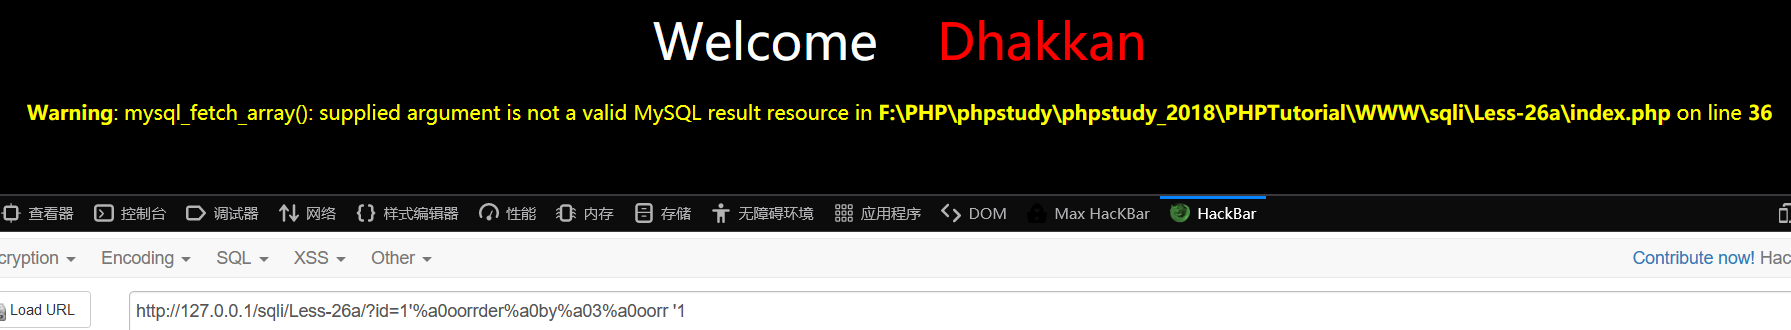 Welcome Dhakkan
Warning: mysql_fetch_array(): supplied argument is not a valid MySQL result resource in F:\PHP\phpstudy\phpstudy_2018\PHPTutorial\WWW\sqli\Less-26a\index.php on line 36
查看器 控制台 调试器 网络 样式编辑器 性能 内存 存储 无障碍环境 应用程序 DOM Max HacKBar HackBar
cryption Encoding SQL XSS Other Contribute now! Hac
Load URL http://127.0.0.1/sqli/Less-26a/?id=1'%a0oorrder%a0by%a03%a0oorr '1